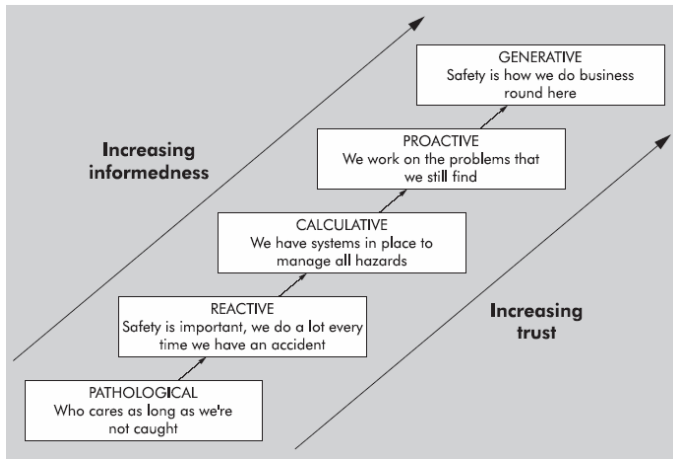 GENERATIVE
Safety is how we do business
round here
PROACTIVE
We work on the problems that
we still find
Increasing
informedness
CALCULATIVE
We have systems in place to
manage all hazards
REACTIVE
Safety is important, we do a lot every
time we have an accident
Increasing
trust
PATHOLOGICAL
Who cares as long as we're
not caught